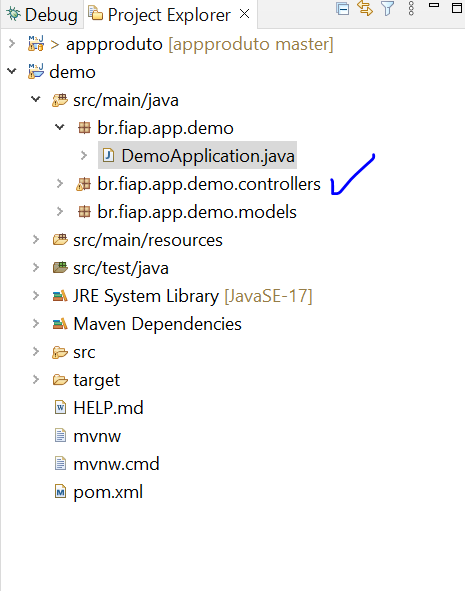 Debug Project Explorer
> appproduto [appproduto master]
demo
src/main/java
br.fiap.app.demo
DemoApplication.java
br.fiap.app.demo.controllers
br.fiap.app.demo.models
src/main/resources
src/test/java
JRE System Library [JavaSE-17]
Maven Dependencies
src
target
HELP.md
mvnw
mvnw.cmd
pom.xml